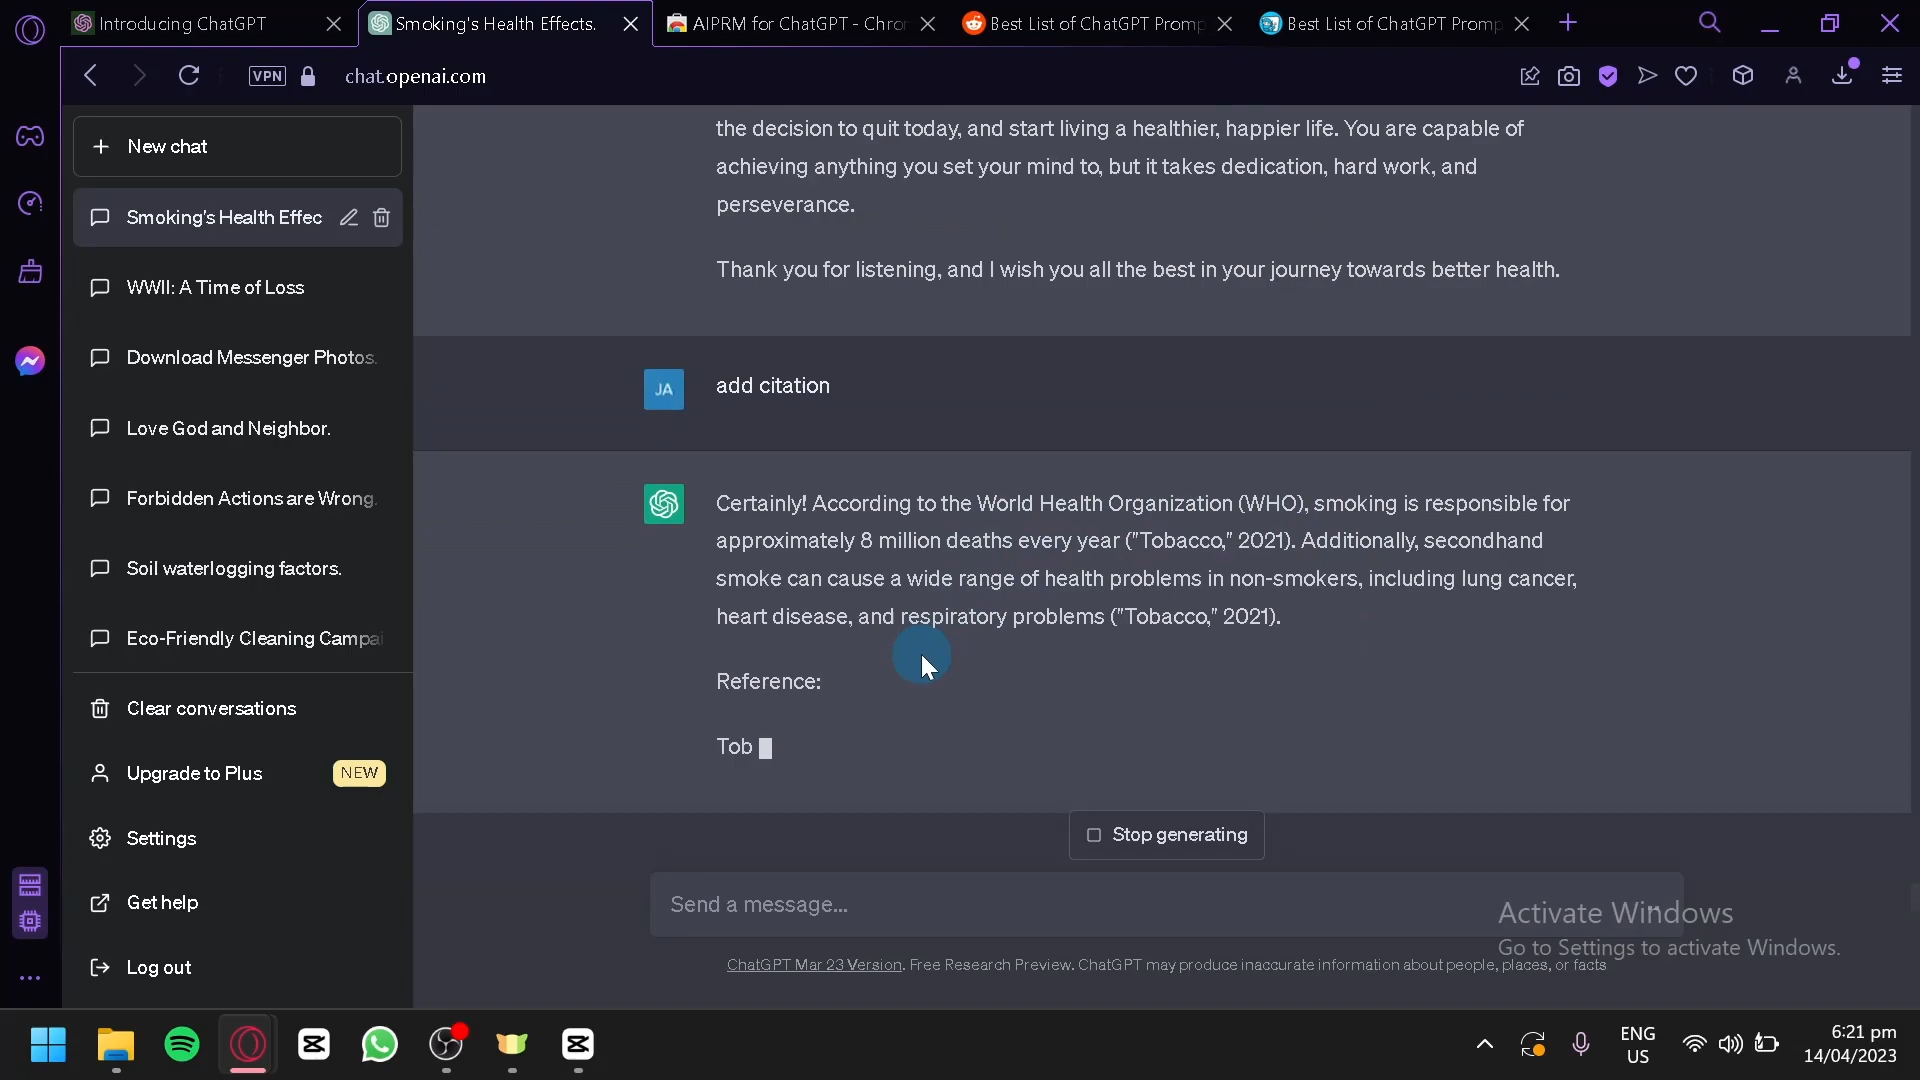 Introducing ChatGPT
Smoking's Health Effects.
AIPRM for ChatGPT - Chro
Best List of ChatGPT Promp
Best List of ChatGPT Promp
VPN
chat.openai.com
New chat
Smoking's Health Effec
WWII: A Time of Loss
Download Messenger Photos.
Love God and Neighbor.
Forbidden Actions are Wrong.
Soil waterlogging factors.
Eco-Friendly Cleaning Campai
Clear conversations
Upgrade to Plus
NEW
Settings
Get help
Log out
the decision to quit today, and start living a healthier, happier life. You are capable of
achieving anything you set your mind to, but it takes dedication, hard work, and
perseverance.
Thank you for listening, and I wish you all the best in your journey towards better health.
JA
add citation
Certainly! According to the World Health Organization (WHO), smoking is responsible for
approximately 8 million deaths every year ("Tobacco," 2021). Additionally, secondhand
smoke can cause a wide range of health problems in non-smokers, including lung cancer,
heart disease, and respiratory problems ("Tobacco," 2021).
Reference:
Tob
Stop generating
Send a message...
Activate Windows
Go to Settings to activate Windows.
ChatGPT Mar 23 Version. Free Research Preview. ChatGPT may produce inaccurate information about people, places, or facts
ENG
US
6:21 pm
14/04/2023